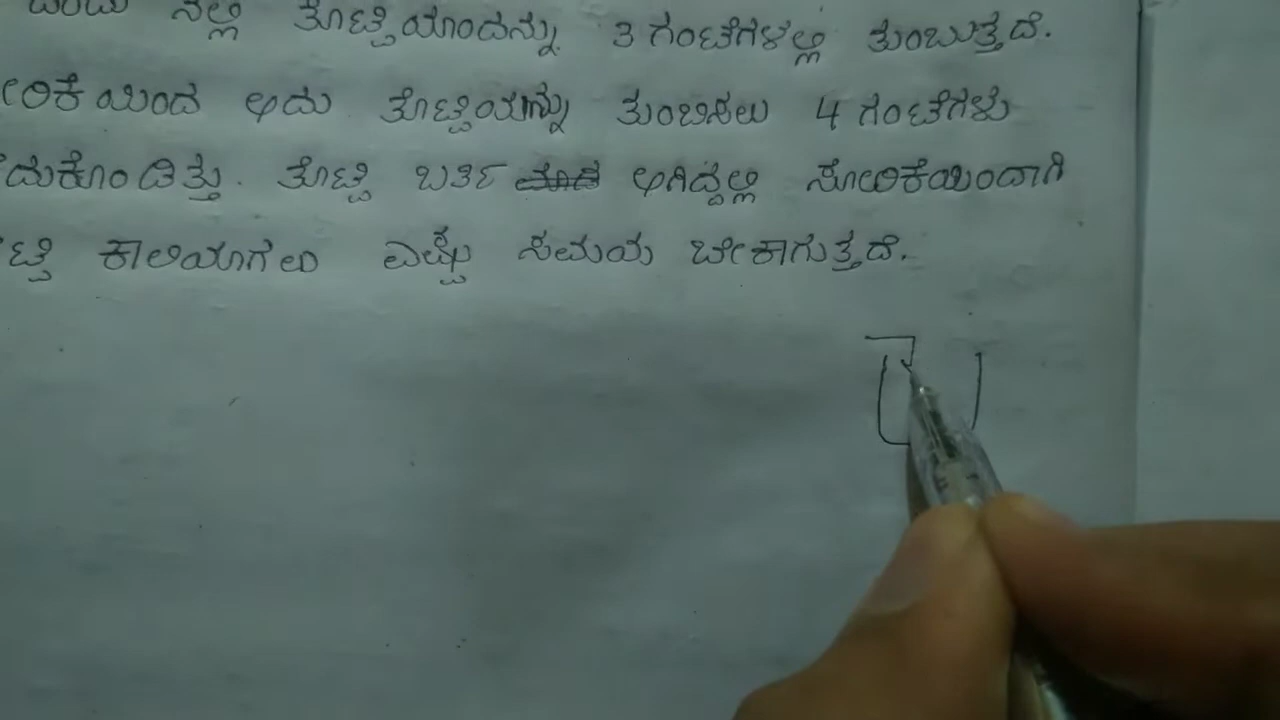 ಒಂದು ನಲ್ಲಿ ತೊಟ್ಟಿಯೊಂದನ್ನು 3 ಗಂಟೆಗಳಲ್ಲಿ ತುಂಬುತ್ತದೆ.
ರಿಕೆಯಿಂದ ಅದು ತೊಟ್ಟಿಯನ್ನು ತುಂಬಿಸಲು 4 ಗಂಟೆಗಳು
ದುಕೊಂಡಿತ್ತು. ತೊಟ್ಟಿ ಬರ್ತಿ ಆಗಿದ್ದಲ್ಲಿ ಸೋರಿಕೆಯಿಂದಾಗಿ
ಟ್ಟಿ ಕಾಲಿಯಾಗಲು ಎಷ್ಟು ಸಮಯ ಬೇಕಾಗುತ್ತದೆ.